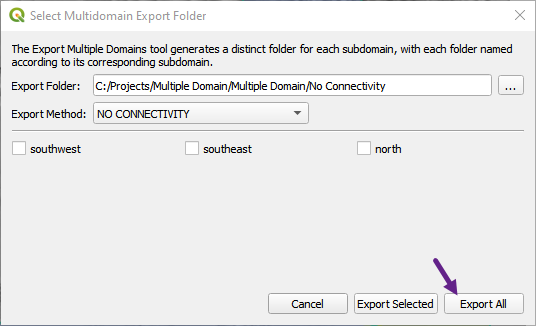 Select Multidomain Export Folder
The Export Multiple Domains tool generates a distinct folder for each subdomain, with each folder named
according to its corresponding subdomain.
Export Folder: C:/Projects/Multiple Domain/Multiple Domain/No Connectivity ...
Export Method: NO CONNECTIVITY
southwest southeast north
Cancel Export Selected Export All